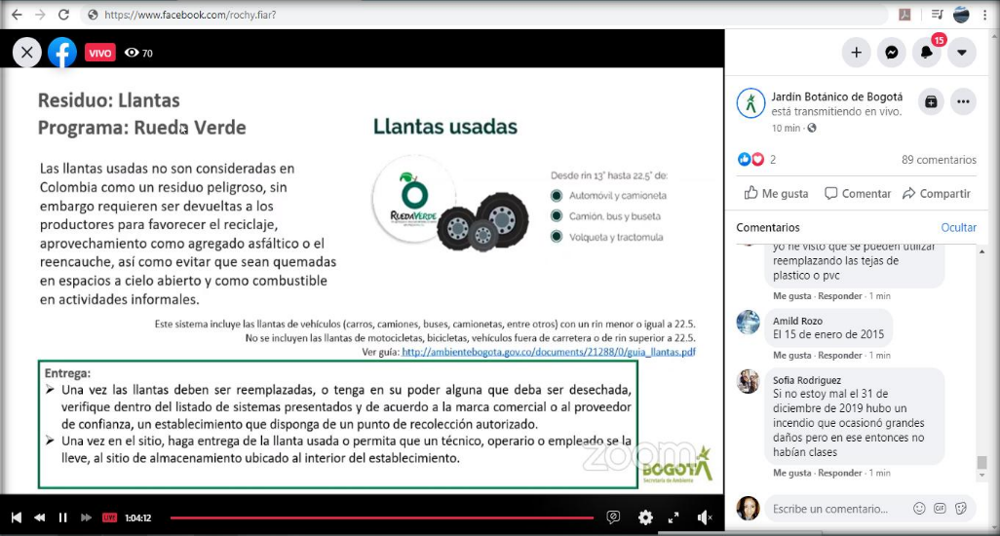 https://www.facebook.com/rochy.fiar?
VIVO
70
15
Residuo: Llantas
Programa: Rueda Verde
Las llantas usadas no son consideradas en
Colombia como un residuo peligroso, sin
embargo requieren ser devueltas a los
productores para favorecer el reciclaje,
aprovechamiento como agregado asfáltico o el
reencauche, así como evitar que sean quemadas
en espacios a cielo abierto y como combustible
en actividades informales.
Llantas usadas
RUEDAVERDE
Desde rin 13" hasta 22,5" de:
Automóvil y camioneta
Camión, bus y buseta
Volqueta y tractomula
Este sistema incluye las llantas de vehículos (carros, camiones, buses, camionetas, entre otros) con un rin menor o igual a 22.5.
No se incluyen las llantas de motocicletas, bicicletas, vehículos fuera de carretera o de rin superior a 22.5.
Ver guía: http://ambientebogota.gov.co/documents/21288/0/guia_llantas.pdf
Entrega:
Una vez las llantas deben ser reemplazadas, o tenga en su poder alguna que deba ser desechada,
verifique dentro del listado de sistemas presentados y de acuerdo a la marca comercial o al proveedor
de confianza, un establecimiento que disponga de un punto de recolección autorizado.
Una vez en el sitio, haga entrega de la llanta usada o permita que un técnico, operario o empleado se la
lleve, al sitio de almacenamiento ubicado al interior del establecimiento.
zoom
BOGOTÁ
Secretaría de Ambiente
LIVE
1:04:12
Jardín Botánico de Bogotá
está transmitiendo en vivo.
10 min ·
2
89 comentarios
Me gusta
Comentar
Compartir
Comentarios
Ocultar
yo he visto que se pueden utilizar
reemplazando las tejas de
plastico o pvc
Me gusta · Responder · 1 min
Amild Rozo
El 15 de enero de 2015
Me gusta · Responder · 1 min
Sofia Rodriguez
Si no estoy mal el 31 de
diciembre de 2019 hubo un
incendio que ocasionó grandes
daños pero en ese entonces no
habían clases
Me gusta · Responder · 1 min
Escribe un comentario...
GIF